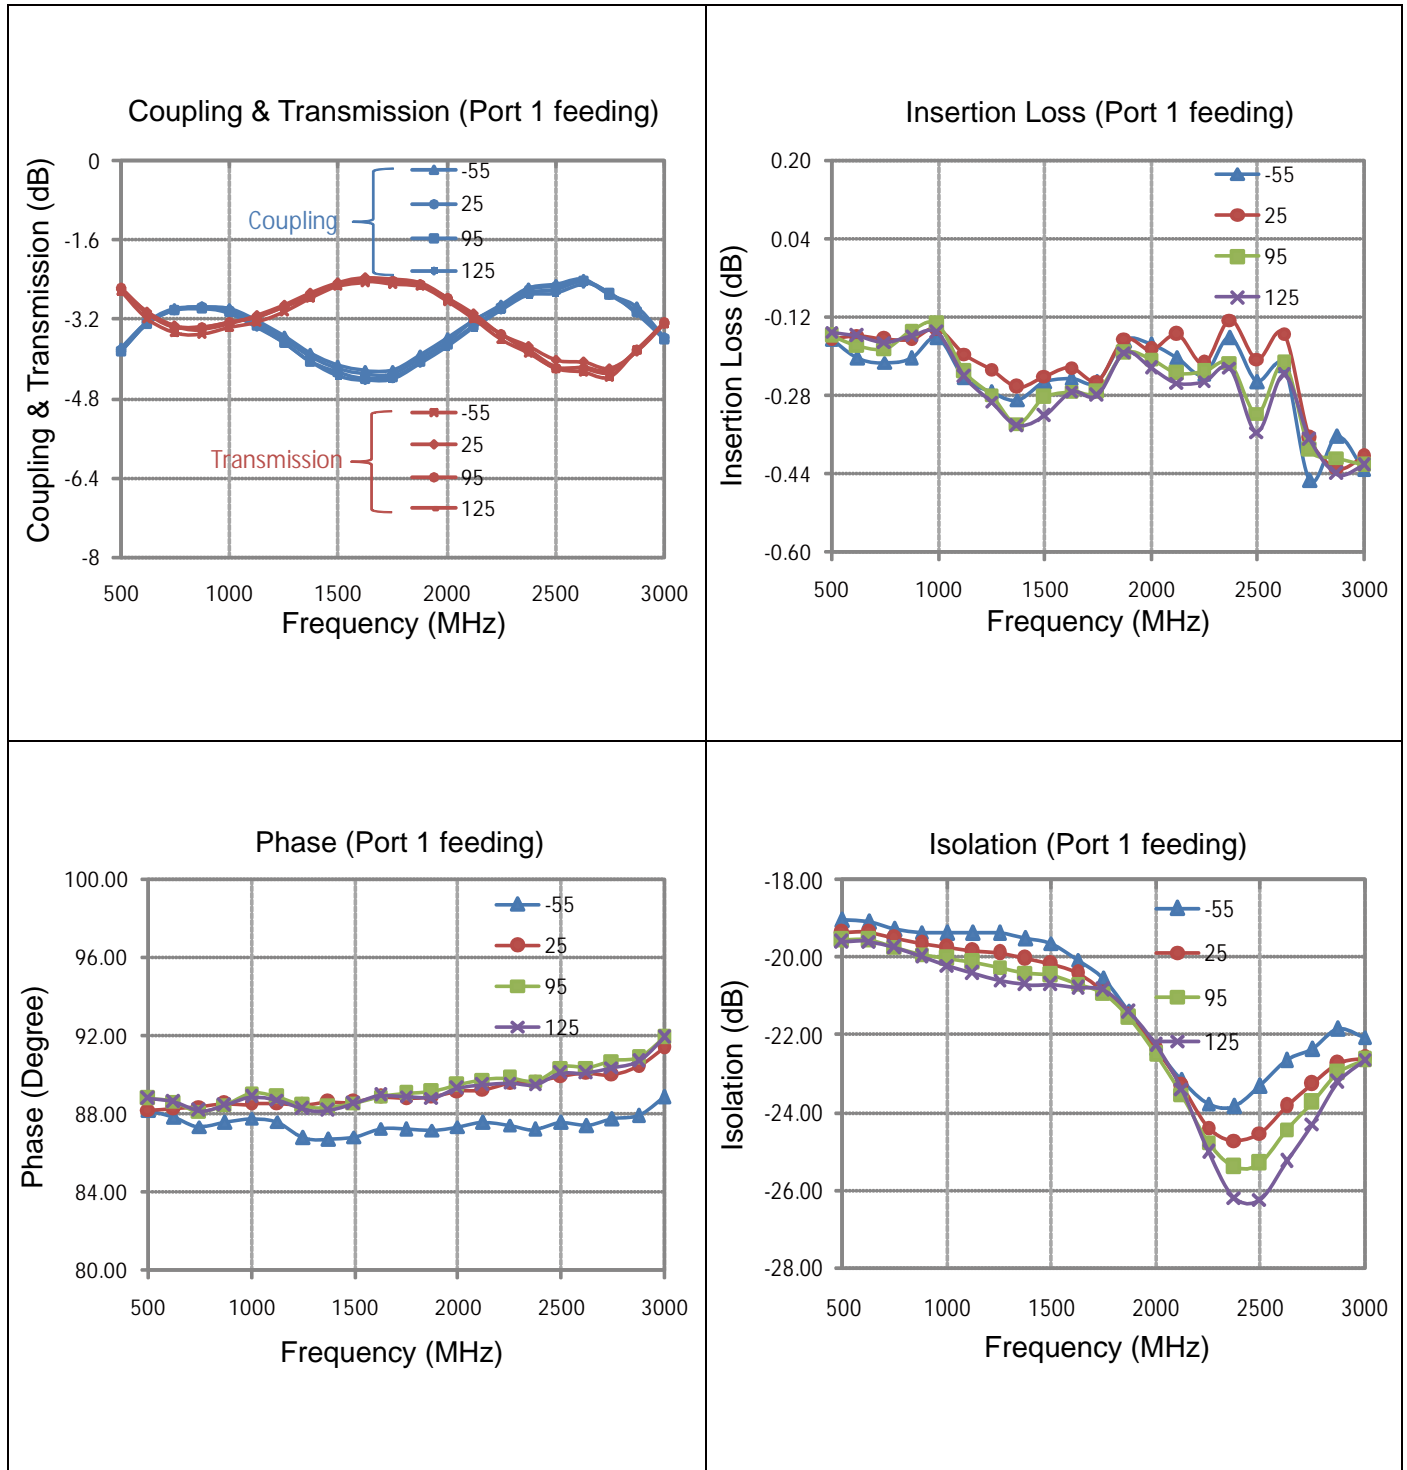 Coupling & Transmission (Port 1 feeding)
Coupling & Transmission (dB)
0
-1.6
-3.2
-4.8
-6.4
-8
Coupling
-55
25
95
125
Transmission
-55
25
95
125
500 1000 1500 2000 2500 3000
Frequency (MHz)
Insertion Loss (Port 1 feeding)
Insertion Loss (dB)
0.20
0.04
-0.12
-0.28
-0.44
-0.60
-55
25
95
125
500 1000 1500 2000 2500 3000
Frequency (MHz)
Phase (Port 1 feeding)
Phase (Degree)
100.00
96.00
92.00
88.00
84.00
80.00
-55
25
95
125
500 1000 1500 2000 2500 3000
Frequency (MHz)
Isolation (Port 1 feeding)
Isolation (dB)
-18.00
-20.00
-22.00
-24.00
-26.00
-28.00
-55
25
95
125
500 1000 1500 2000 2500 3000
Frequency (MHz)